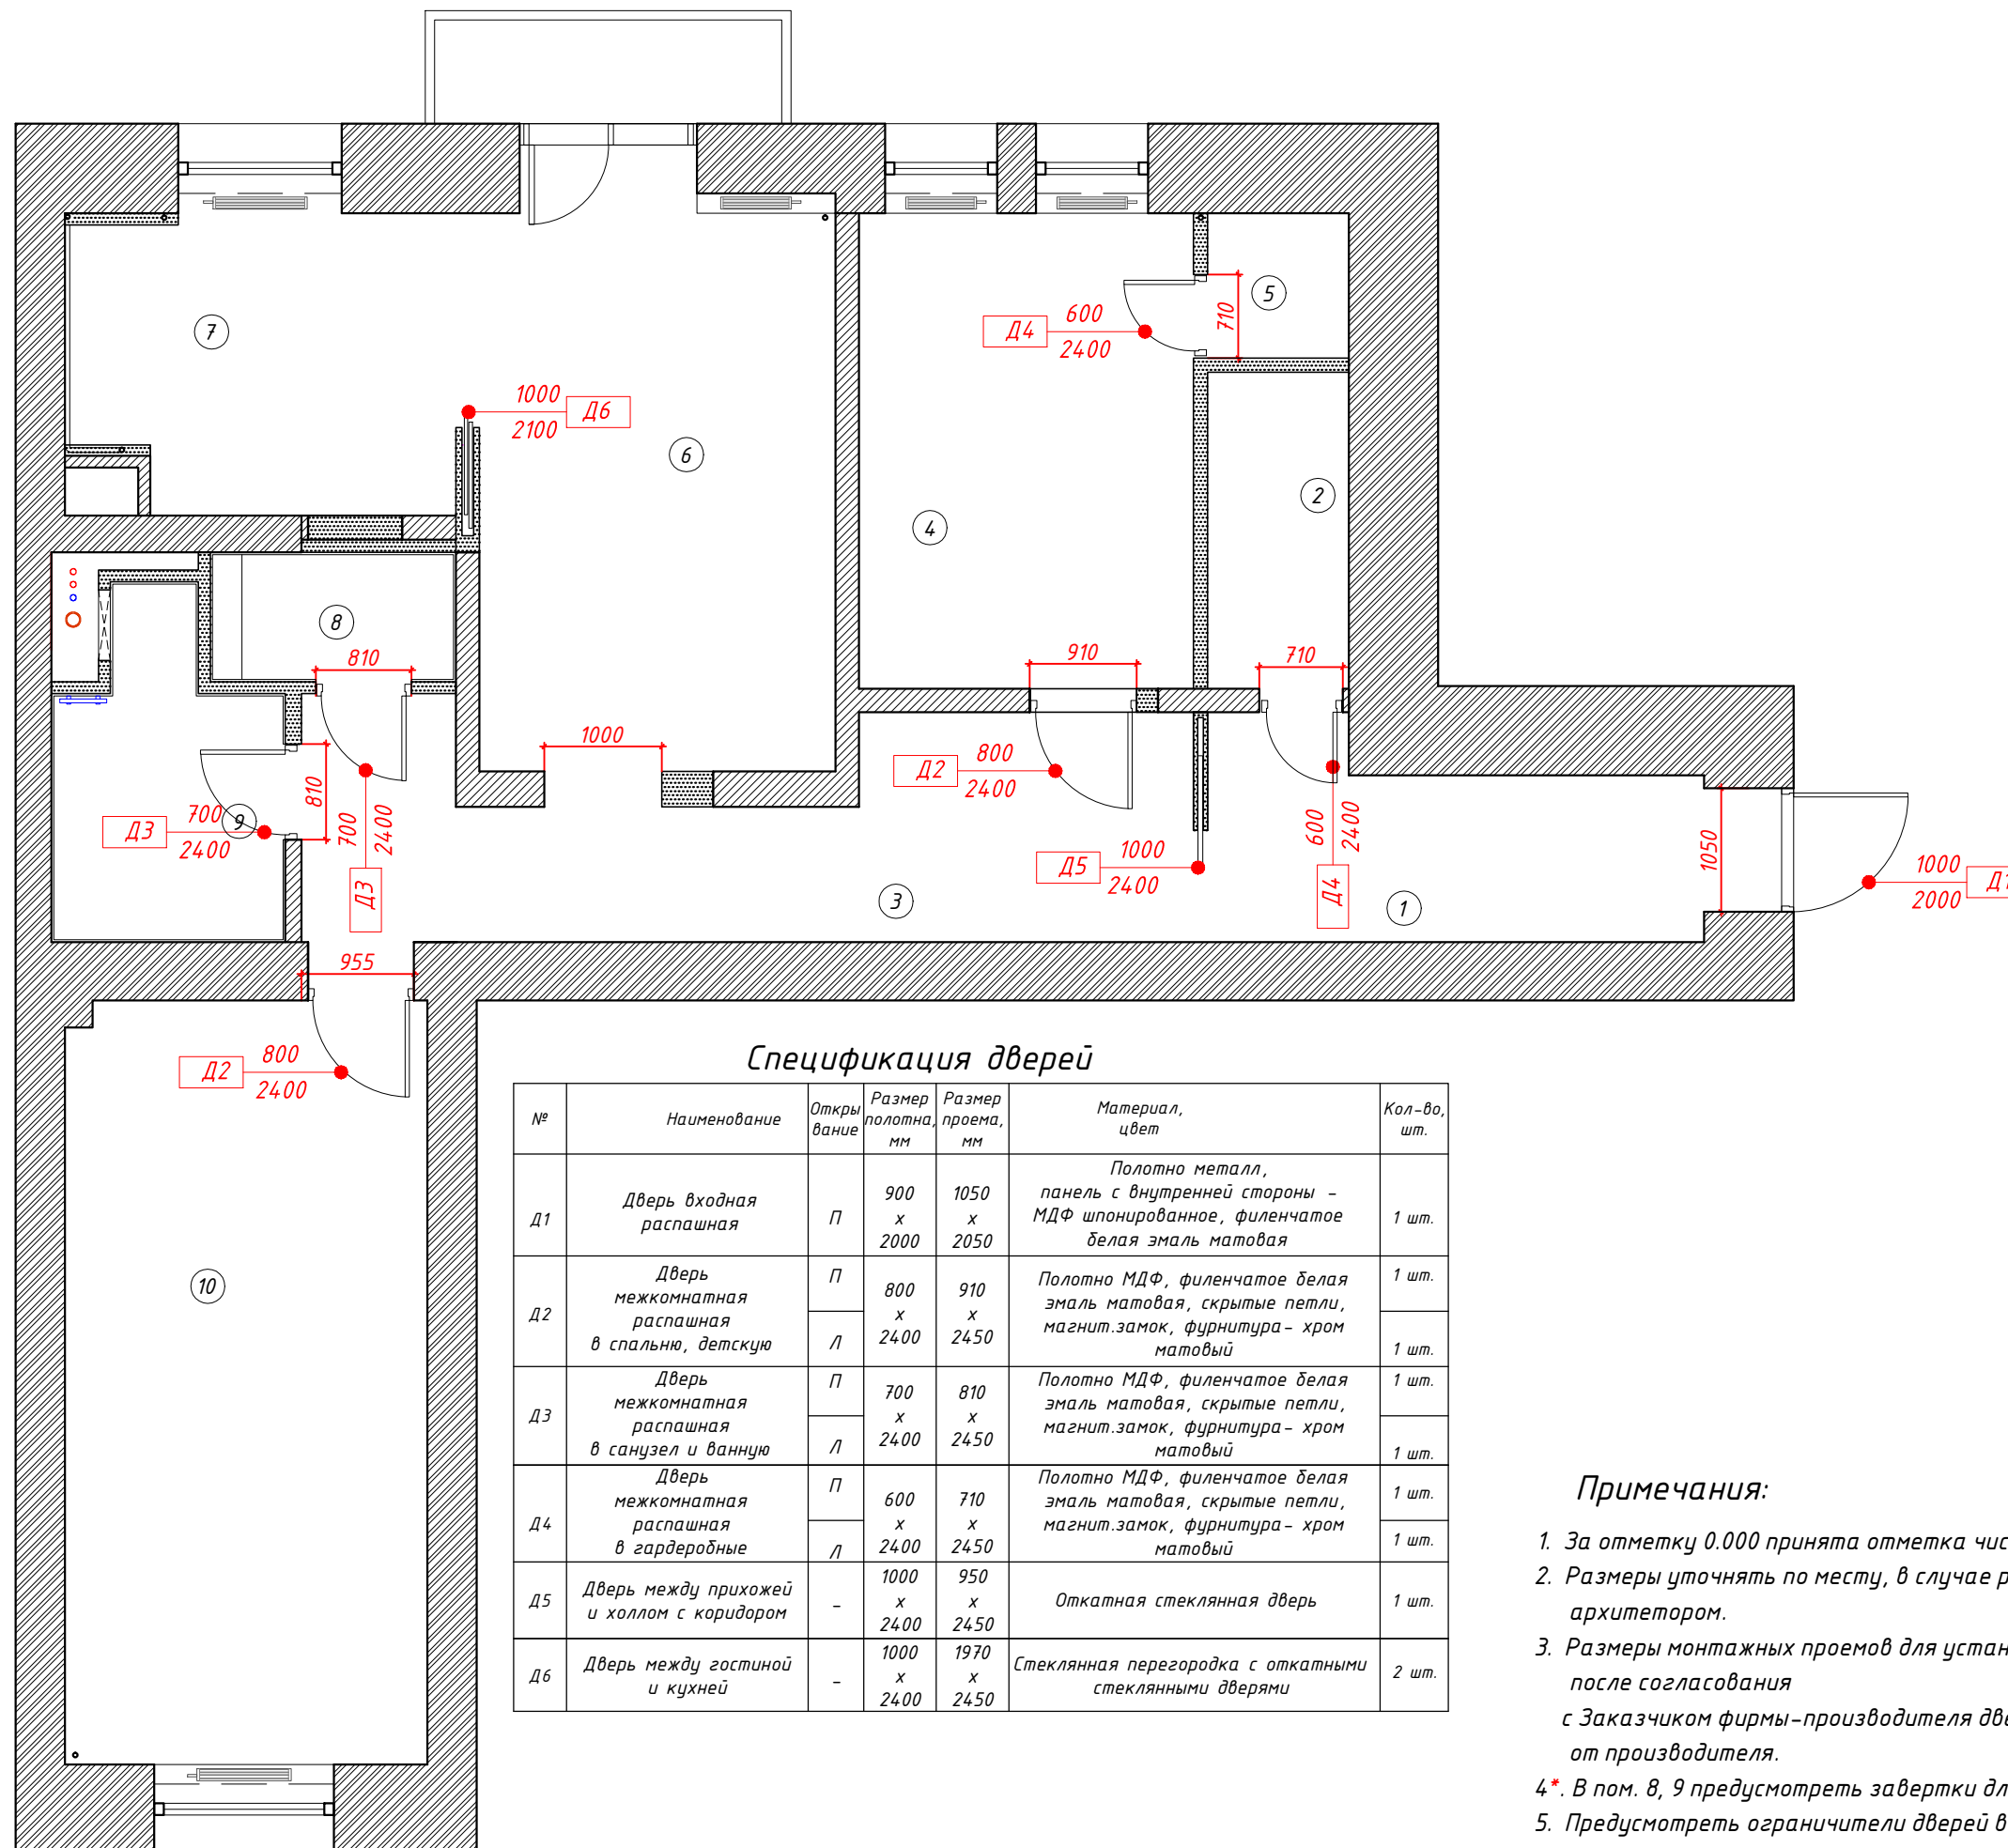 7
1000
2100
Д6
6
Д4
600
2400
710
5
4
2
8
810
910
710
1000
Д2
800
2400
Д3
700
2400
9
810
700
2400
Д3
Д5
1000
2400
600
2400
Д4
3
1
1050
1000
2000
955
Д2
800
2400
10
Спецификация дверей
№
Наименование
Откры
вание
Размер
полотна,
мм
Размер
проема,
мм
Материал,
цвет
Кол-во,
шт.
Д1
Дверь входная
распашная
П
900
х
2000
1050
х
2050
Полотно металл,
панель с внутренней стороны -
МДФ шпонированное, филенчатое
белая эмаль матовая
1 шт.
Д2
Дверь
межкомнатная
распашная
в спальню, детскую
П
Л
800
х
2400
910
х
2450
Полотно МДФ, филенчатое белая
эмаль матовая, скрытые петли,
магнит.замок, фурнитура- хром
матовый
1 шт.
1 шт.
Д3
Дверь
межкомнатная
распашная
в санузел и ванную
П
Л
700
х
2400
810
х
2450
Полотно МДФ, филенчатое белая
эмаль матовая, скрытые петли,
магнит.замок, фурнитура- хром
матовый
1 шт.
1 шт.
Д4
Дверь
межкомнатная
распашная
в гардеробные
П
Л
600
х
2400
710
х
2450
Полотно МДФ, филенчатое белая
эмаль матовая, скрытые петли,
магнит.замок, фурнитура- хром
матовый
1 шт.
1 шт.
Д5
Дверь между прихожей
и холлом с коридором
-
1000
х
2400
950
х
2450
Откатная стеклянная дверь
1 шт.
Д6
Дверь между гостиной
и кухней
-
1000
х
2400
1970
х
2450
Стеклянная перегородка с откатными
стеклянными дверями
2 шт.
Примечания:
1. За отметку 0.000 принята отметка
2. Размеры уточнять по месту, в случае
архитетором.
3. Размеры монтажных проемов для
после согласования
с Заказчиком фирмы-производителя
от производителя.
4*. В пом. 8, 9 предусмотреть завертки
5. Предусмотреть ограничители дверей в